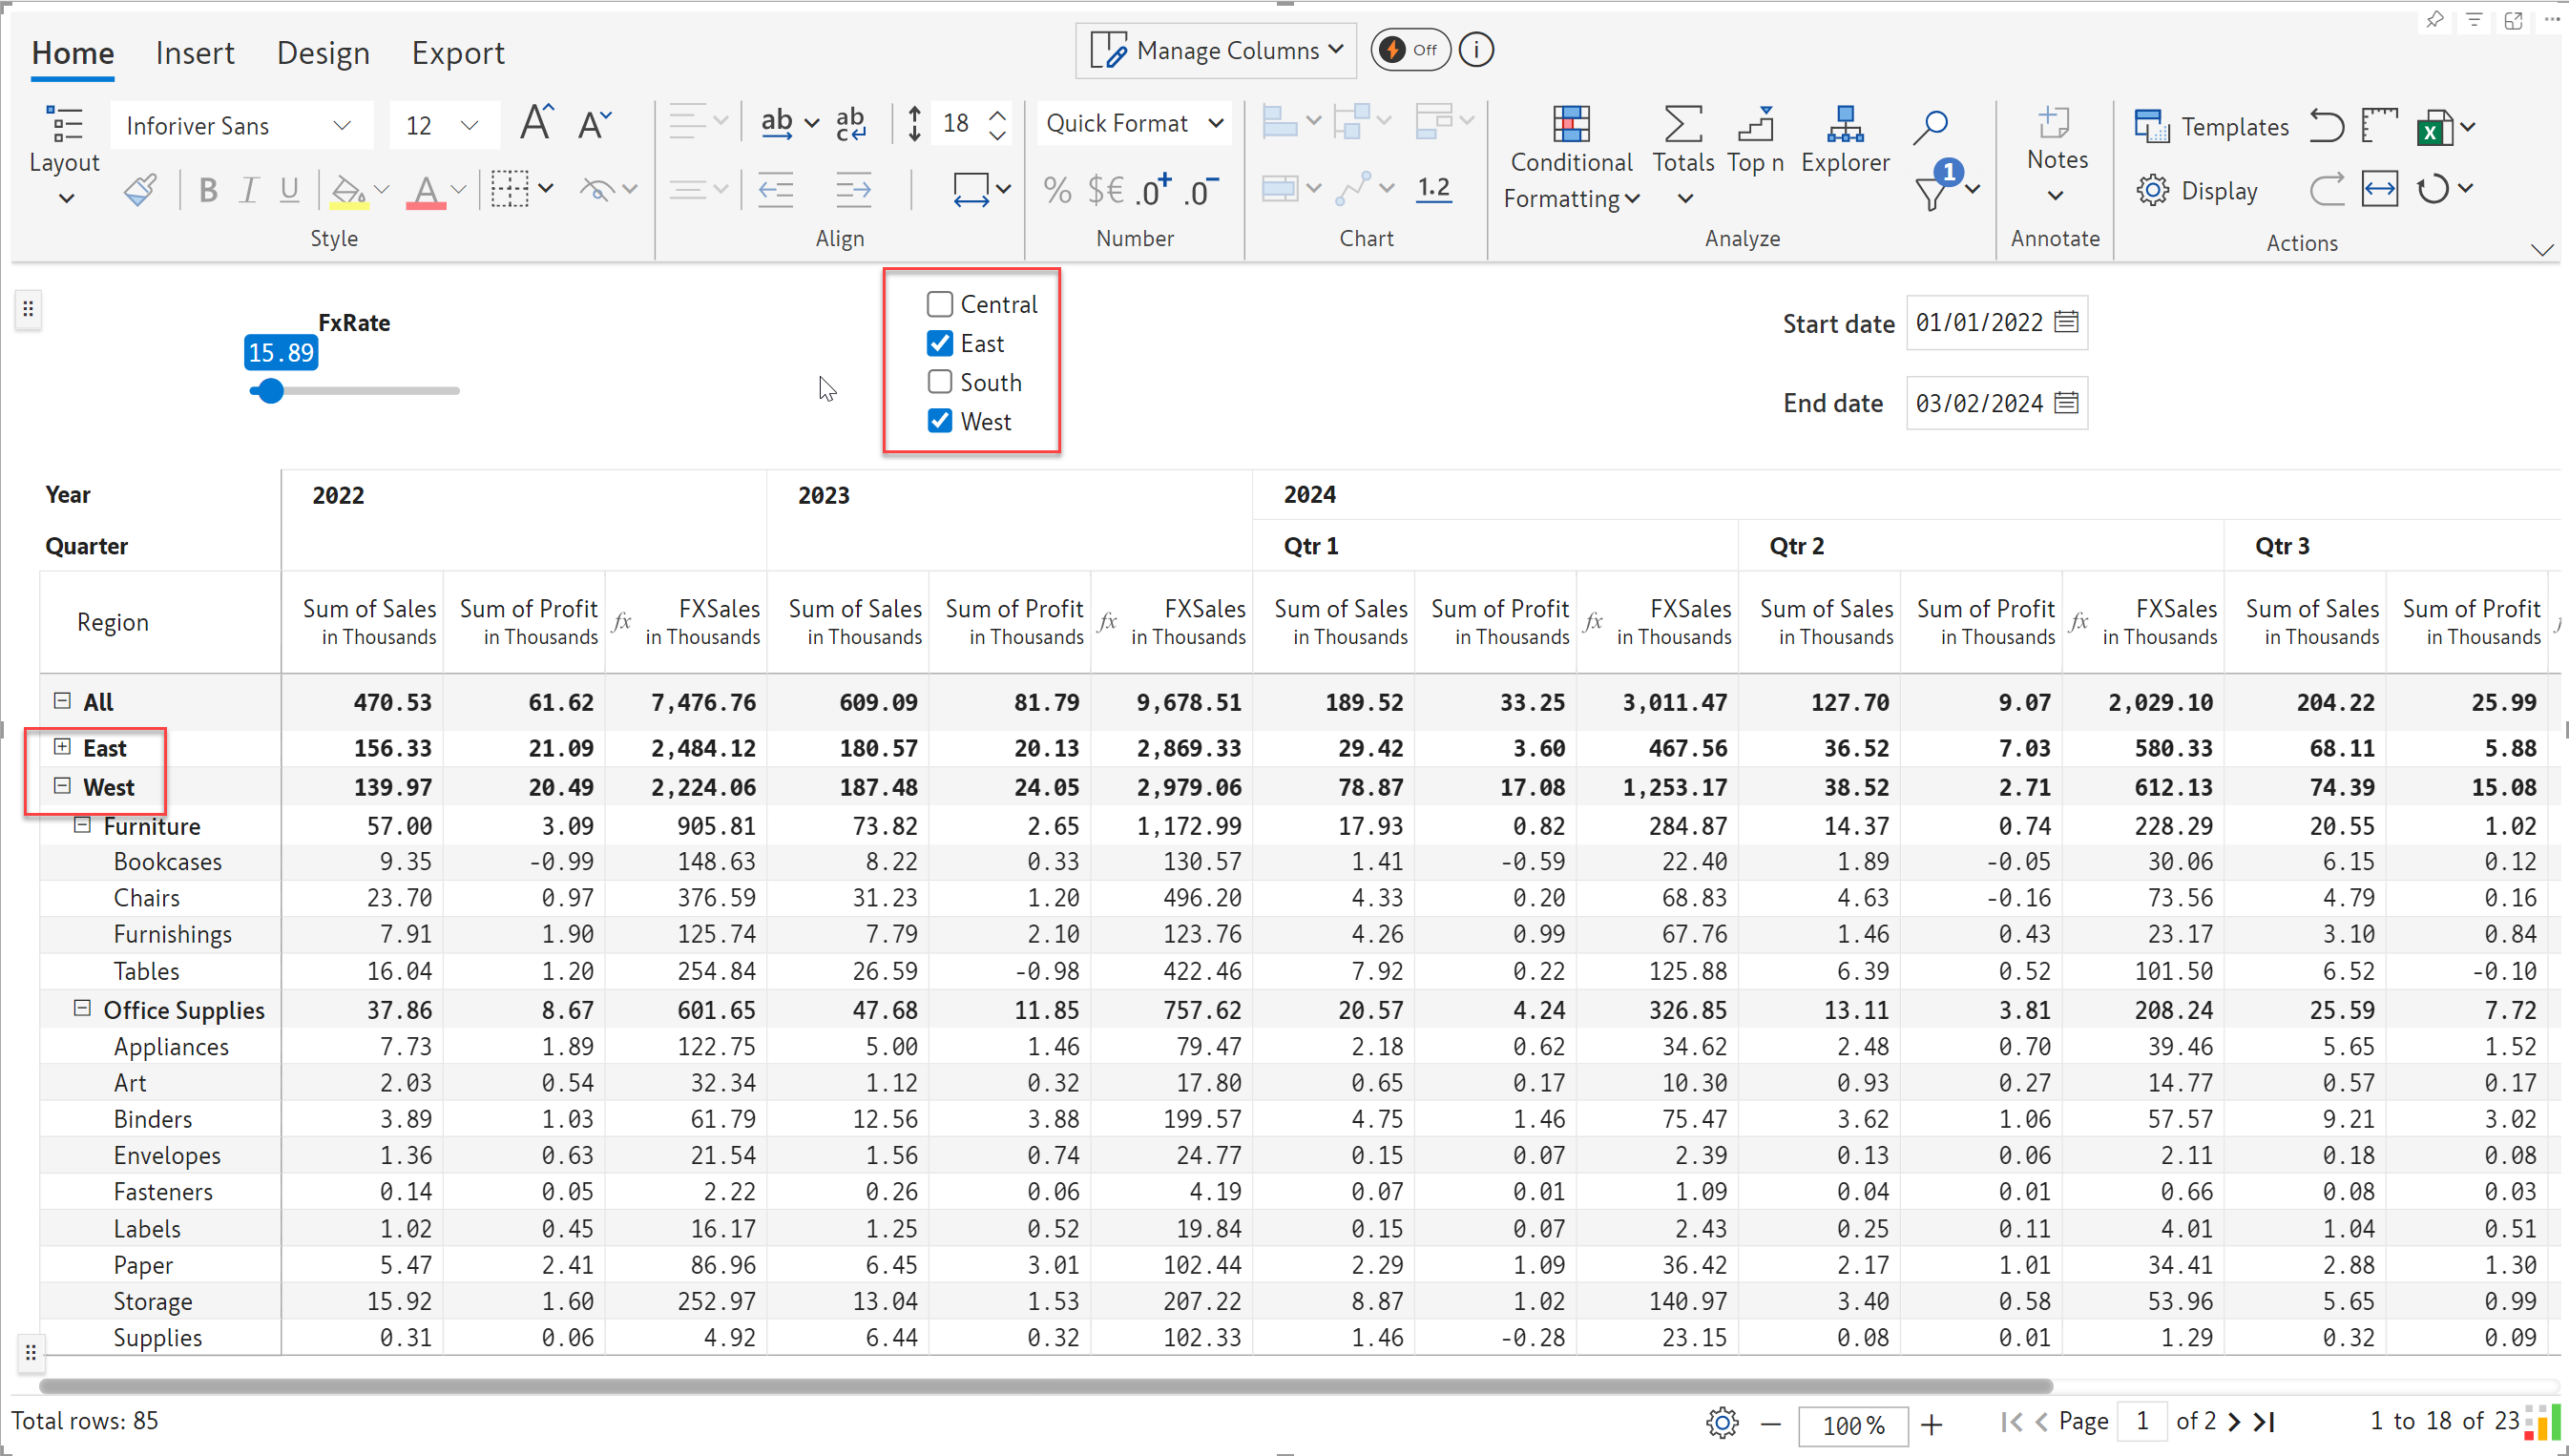 Home Insert Design Export Manage Columns Off i
Inforiver Sans 12 A A ab ab c 18 Quick Format
Layout B I U A % $€ .0+ .0- 1.2 Conditional Formatting Totals Top n Explorer 1 Notes Templates X
Display
Style Align Number Chart Analyze Annotate Actions
FxRate
15.89
Central
East
South
West
Start date 01/01/2022
End date 03/02/2024
Year 2022 2023 2024
Quarter Qtr 1 Qtr 2 Qtr 3
Region Sum of Sales Sum of Profit fx FXSales Sum of Sales Sum of Profit fx FXSales Sum of Sales Sum of Profit fx FXSales Sum of Sales Sum of Profit fx FXSales Sum of Sales Sum of Profit
in Thousands in Thousands in Thousands in Thousands in Thousands in Thousands in Thousands in Thousands in Thousands in Thousands in Thousands in Thousands in Thousands in Thousands
All 470.53 61.62 7,476.76 609.09 81.79 9,678.51 189.52 33.25 3,011.47 127.70 9.07 2,029.10 204.22 25.99
East 156.33 21.09 2,484.12 180.57 20.13 2,869.33 29.42 3.60 467.56 36.52 7.03 580.33 68.11 5.88
West 139.97 20.49 2,224.06 187.48 24.05 2,979.06 78.87 17.08 1,253.17 38.52 2.71 612.13 74.39 15.08
Furniture 57.00 3.09 905.81 73.82 2.65 1,172.99 17.93 0.82 284.87 14.37 0.74 228.29 20.55 1.02
Bookcases 9.35 -0.99 148.63 8.22 0.33 130.57 1.41 -0.59 22.40 1.89 -0.05 30.06 6.15 0.12
Chairs 23.70 0.97 376.59 31.23 1.20 496.20 4.33 0.20 68.83 4.63 -0.16 73.56 4.79 0.16
Furnishings 7.91 1.90 125.74 7.79 2.10 123.76 4.26 0.99 67.76 1.46 0.43 23.17 3.10 0.84
Tables 16.04 1.20 254.84 26.59 -0.98 422.46 7.92 0.22 125.88 6.39 0.52 101.50 6.52 -0.10
Office Supplies 37.86 8.67 601.65 47.68 11.85 757.62 20.57 4.24 326.85 13.11 3.81 208.24 25.59 7.72
Appliances 7.73 1.89 122.75 5.00 1.46 79.47 2.18 0.62 34.62 2.48 0.70 39.46 5.65 1.52
Art 2.03 0.54 32.34 1.12 0.32 17.80 0.65 0.17 10.30 0.93 0.27 14.77 0.57 0.17
Binders 3.89 1.03 61.79 12.56 3.88 199.57 4.75 1.46 75.47 3.62 1.06 57.57 9.21 3.02
Envelopes 1.36 0.63 21.54 1.56 0.74 24.77 0.15 0.07 2.39 0.13 0.06 2.11 0.18 0.08
Fasteners 0.14 0.05 2.22 0.26 0.06 4.19 0.07 0.01 1.09 0.04 0.01 0.66 0.08 0.03
Labels 1.02 0.45 16.17 1.25 0.52 19.84 0.15 0.07 2.43 0.25 0.11 4.01 1.04 0.51
Paper 5.47 2.41 86.96 6.45 3.01 102.44 2.29 1.09 36.42 2.17 1.01 34.41 2.88 1.30
Storage 15.92 1.60 252.97 13.04 1.53 207.22 8.87 1.02 140.97 3.40 0.58 53.96 5.65 0.99
Supplies 0.31 0.06 4.92 6.44 0.32 102.33 1.46 -0.28 23.15 0.08 0.01 1.29 0.32 0.09
Total rows: 85 100 % Page 1 of 2 1 to 18 of 23